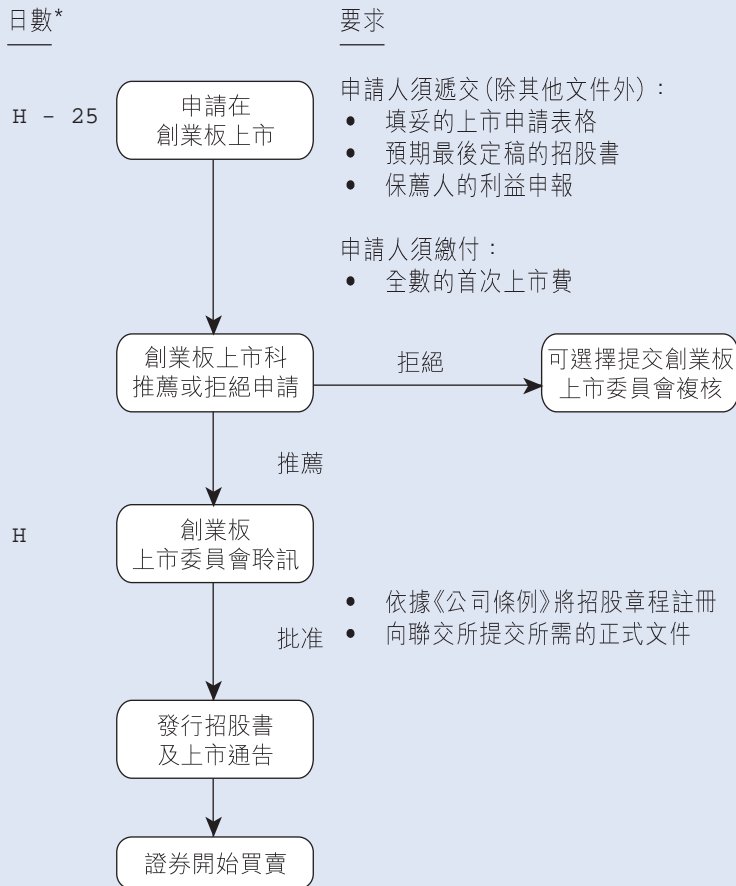 日數*
要求
H - 25
申請在
創業板上市
申請人須遞交(除其他文件外)：
• 填妥的上市申請表格
• 預期最後定稿的招股書
• 保薦人的利益申報
申請人須繳付：
• 全數的首次上市費
創業板上市科
推薦或拒絕申請
拒絕
可選擇提交創業板
上市委員會複核
推薦
H
創業板
上市委員會聆訊
批准
• 依據《公司條例》將招股章程註冊
• 向聯交所提交所需的正式文件
發行招股書
及上市通告
證券開始買賣